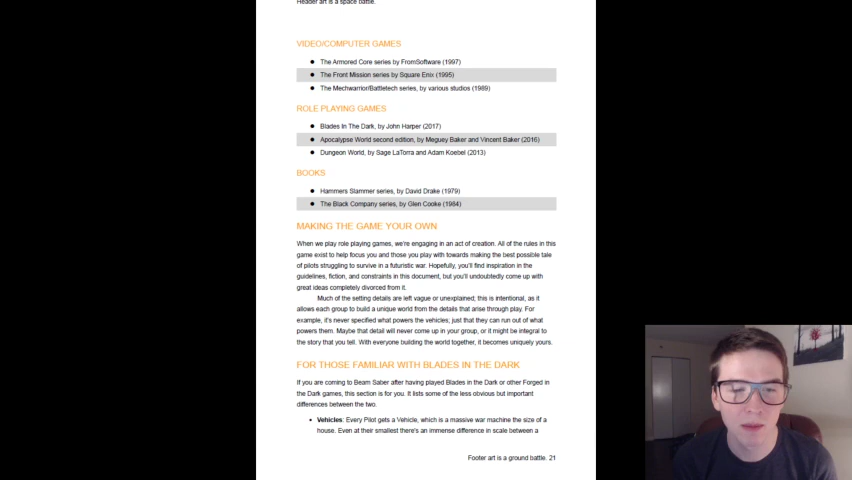 Header art is a space battle.
VIDEO/COMPUTER GAMES
● The Armored Core series by FromSoftware (1997)
● The Front Mission series by Square Enix (1995)
● The Mechwarrior/Battletech series, by various studios (1989)
ROLE PLAYING GAMES
● Blades In The Dark, by John Harper (2017)
● Apocalypse World second edition, by Meguey Baker and Vincent Baker (2016)
● Dungeon World, by Sage LaTorra and Adam Koebel (2013)
BOOKS
● Hammers Slammer series, by David Drake (1979)
● The Black Company series, by Glen Cooke (1984)
MAKING THE GAME YOUR OWN
When we play role playing games, we're engaging in an act of creation. All of the rules in this
game exist to help focus you and those you play with towards making the best possible tale
of pilots struggling to survive in a futuristic war. Hopefully, you'll find inspiration in the
guidelines, fiction, and constraints in this document, but you'll undoubtedly come up with
great ideas completely divorced from it.
Much of the setting details are left vague or unexplained; this is intentional, as it
allows each group to build a unique world from the details that arise through play. For
example, it's never specified what powers the vehicles; just that they can run out of what
powers them. Maybe that detail will never come up in your group, or it might be integral to
the story that you tell. With everyone building the world together, it becomes uniquely yours.
FOR THOSE FAMILIAR WITH BLADES IN THE DARK
If you are coming to Beam Saber after having played Blades in the Dark or other Forged in
the Dark games, this section is for you. It lists some of the less obvious but important
differences between the two.
• Vehicles: Every Pilot gets a Vehicle, which is a massive war machine the size of a
house. Even at their smallest there's an immense difference in scale between a
Footer art is a ground battle. 21